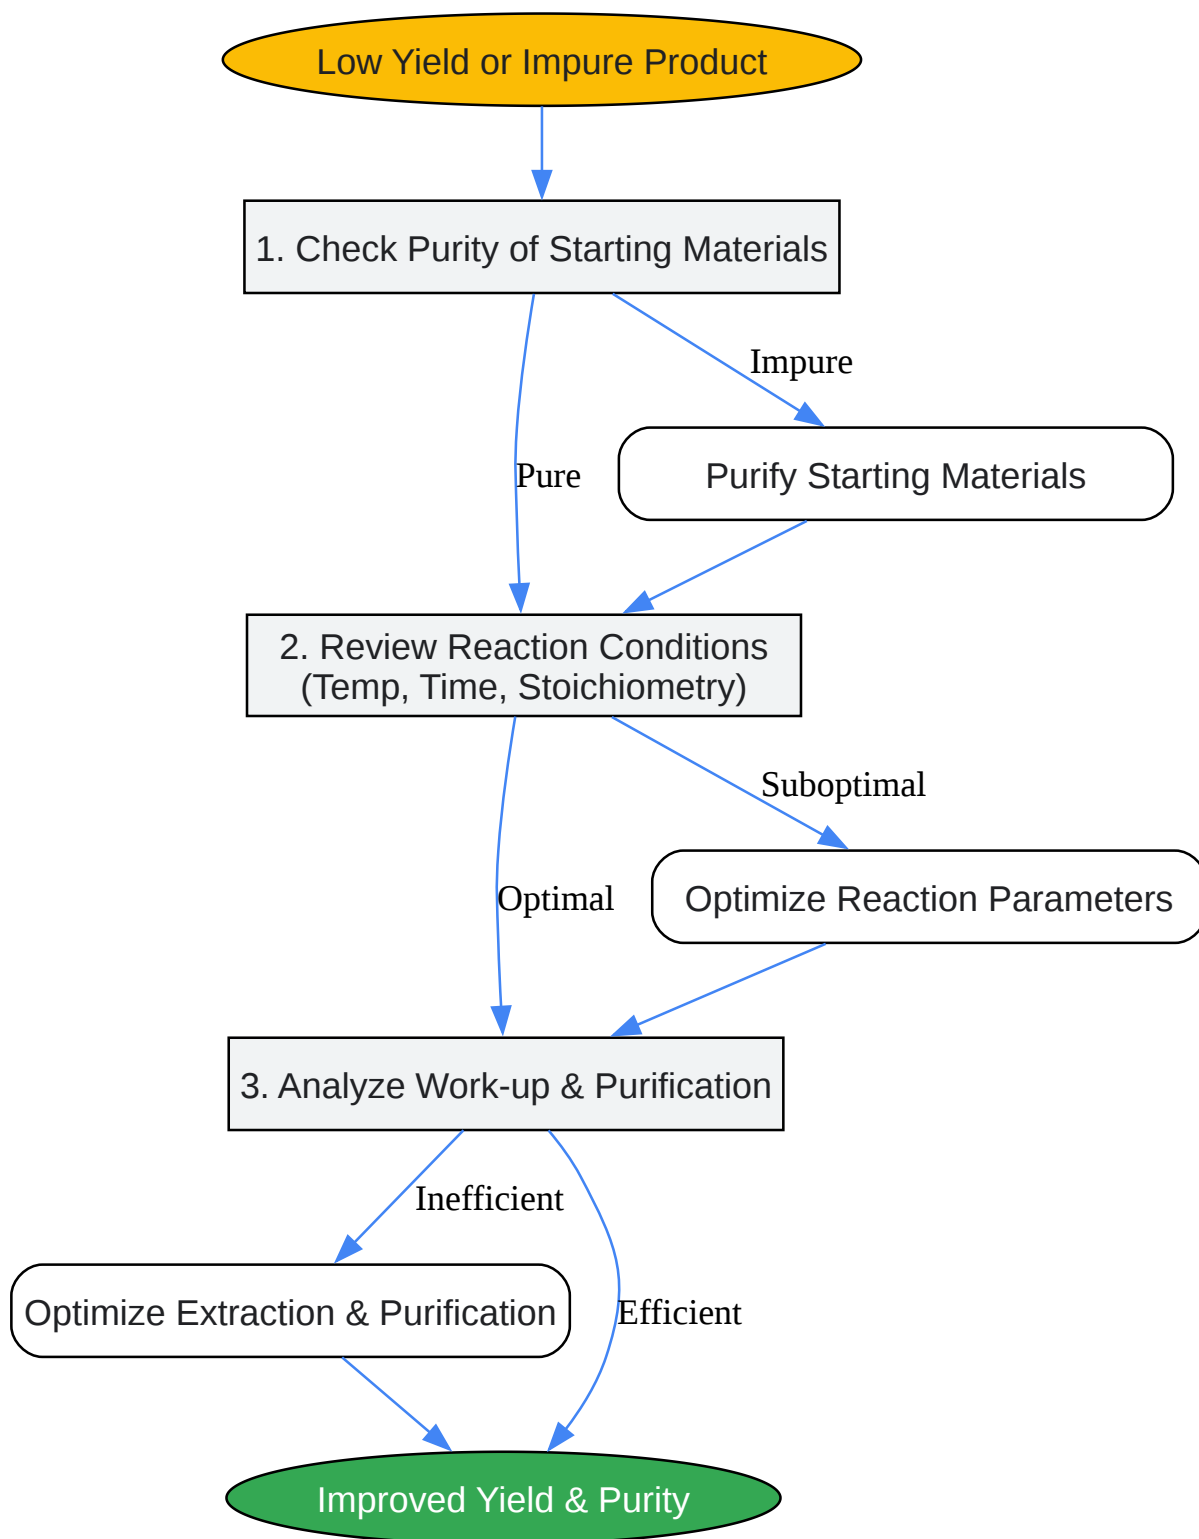 Low Yield or Impure Product
1. Check Purity of Starting Materials
Impure
Pure
Purify Starting Materials
2. Review Reaction Conditions
(Temp, Time, Stoichiometry)
Suboptimal
Optimal
Optimize Reaction Parameters
3. Analyze Work-up & Purification
Inefficient
Optimize Extraction & Purification
Efficient
Improved Yield & Purity